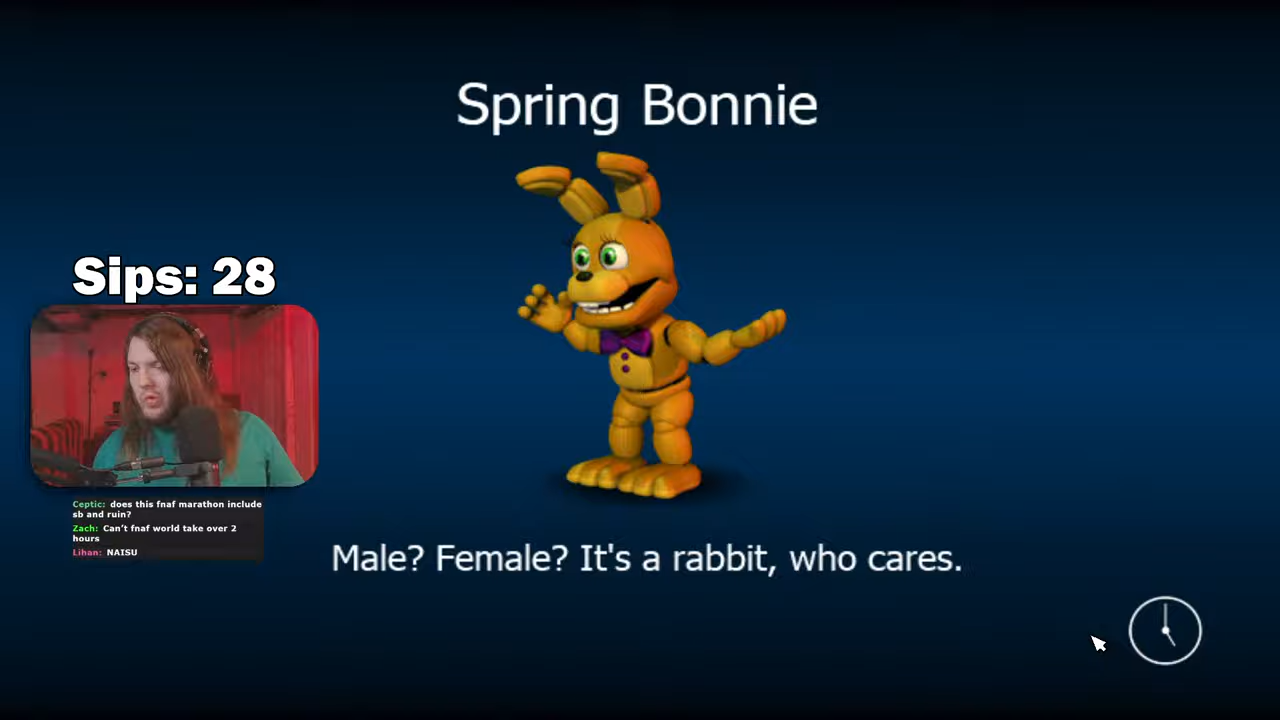 Spring Bonnie
Sips: 28
Ceptic: does this fnaf marathon include
sb and ruin?
Zach: Can't fnaf world take over 2
hours
Lihan: NAISU
Male? Female? It's a rabbit, who cares.